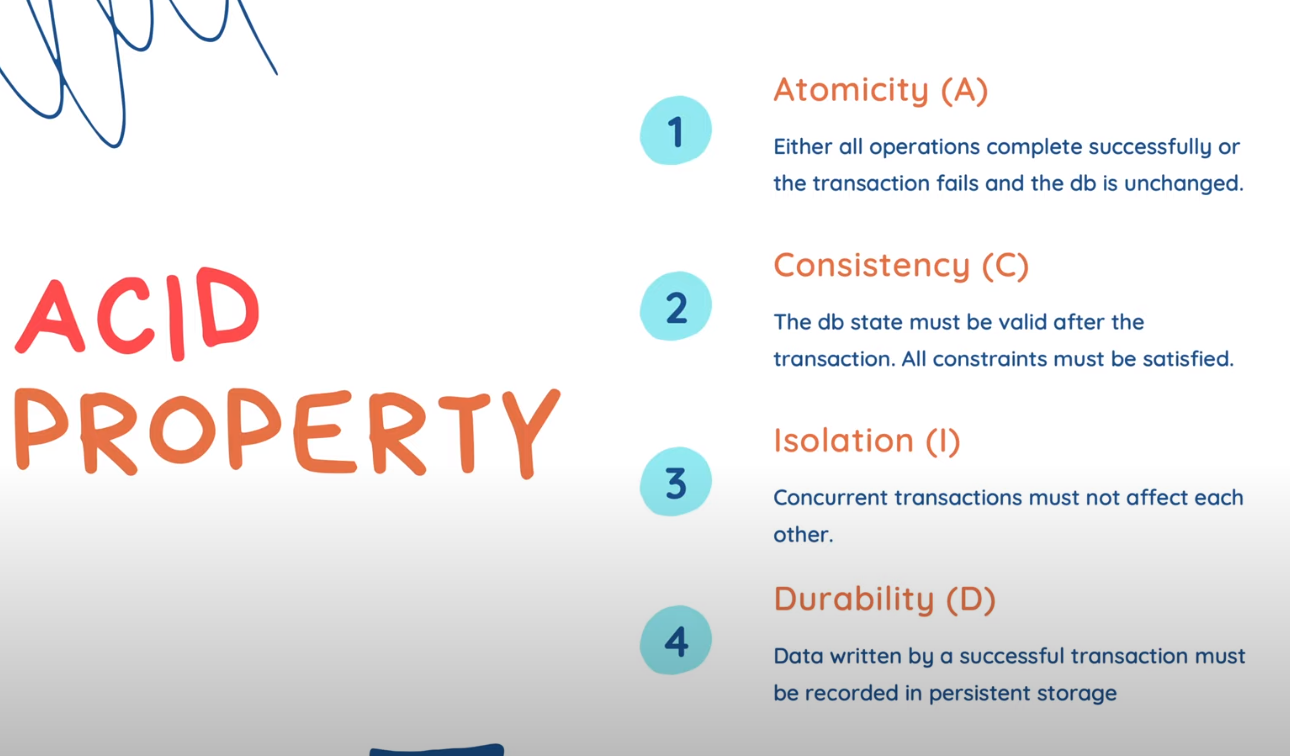 ACID
PROPERTY
1
Atomicity (A)
Either all operations complete successfully or
the transaction fails and the db is unchanged.
2
Consistency (C)
The db state must be valid after the
transaction. All constraints must be satisfied.
3
Isolation (I)
Concurrent transactions must not affect each
other.
4
Durability (D)
Data written by a successful transaction must
be recorded in persistent storage